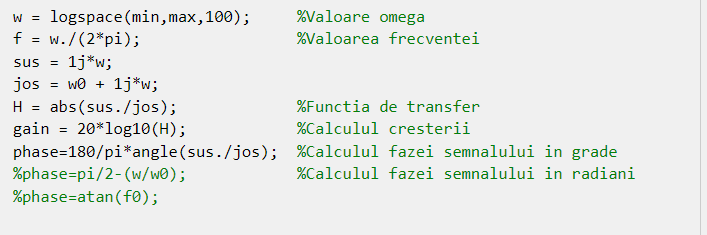 w = logspace(min,max,100);     %Valoare omega
f = w./(2*pi);                 %Valoarea frecventei
sus = 1j*w;
jos = w0 + 1j*w;
H = abs(sus./jos);             %Functia de transfer
gain = 20*log10(H);            %Calculul cresterii
phase=180/pi*angle(sus./jos);  %Calculul fazei semnalului in grade
%phase=pi/2-(w/w0);            %Calculul fazei semnalului in radiani
%phase=atan(f0);